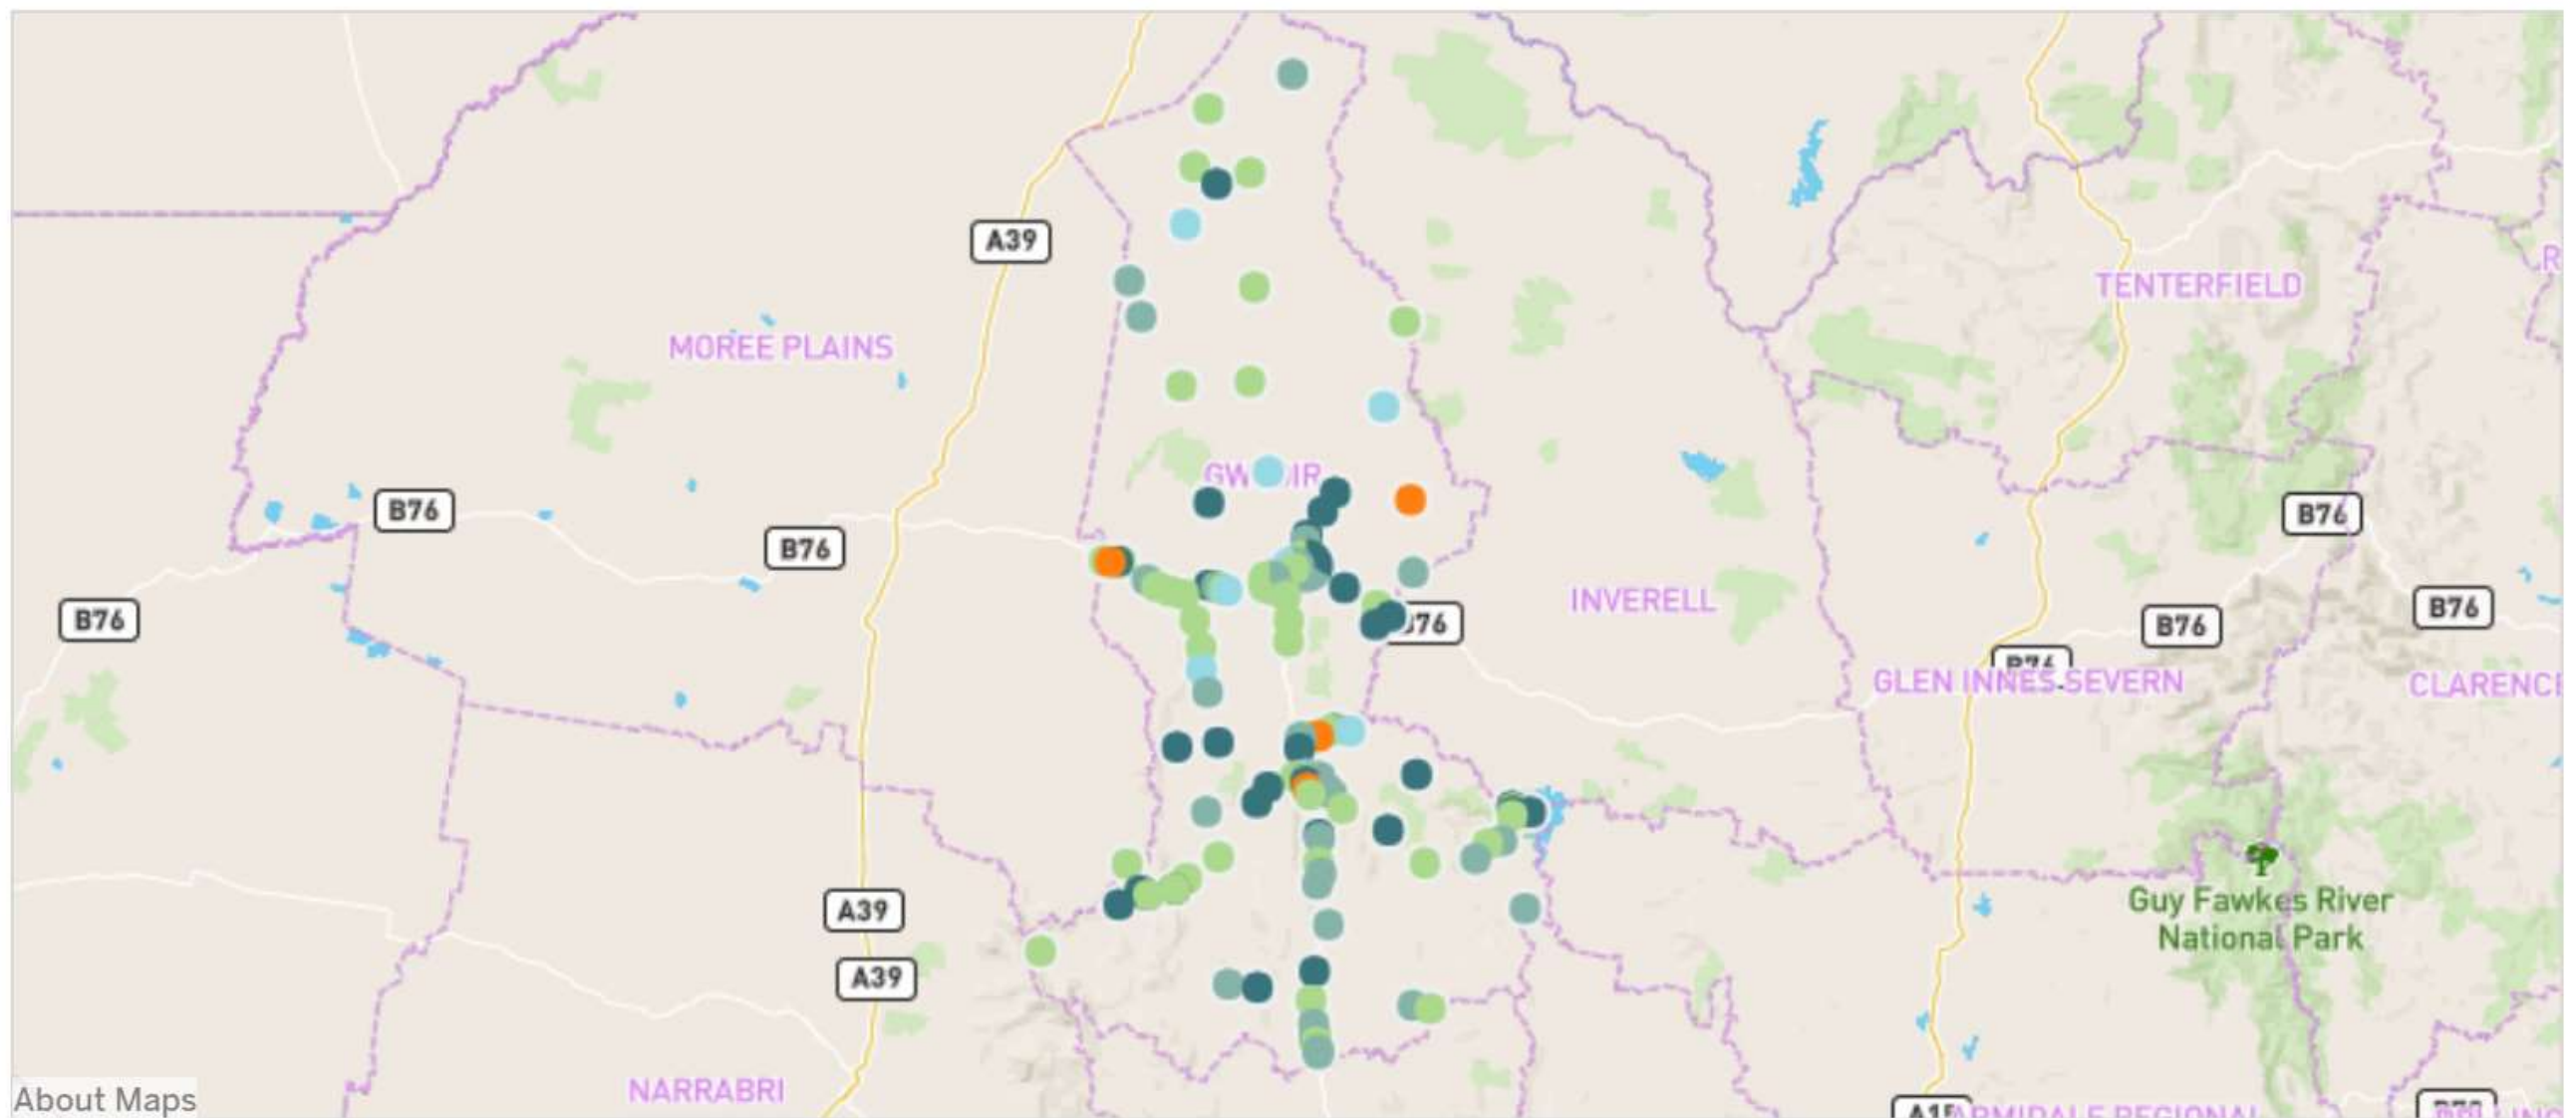 A39
TENTERFIELD
R
MOREE PLAINS
B76
B76
B76
B76
B76
B76
B76
INVERELL
GLEN INNES SEVERN
A39
Guy Fawkes River
National Park
A39
NARRABRI
About Maps